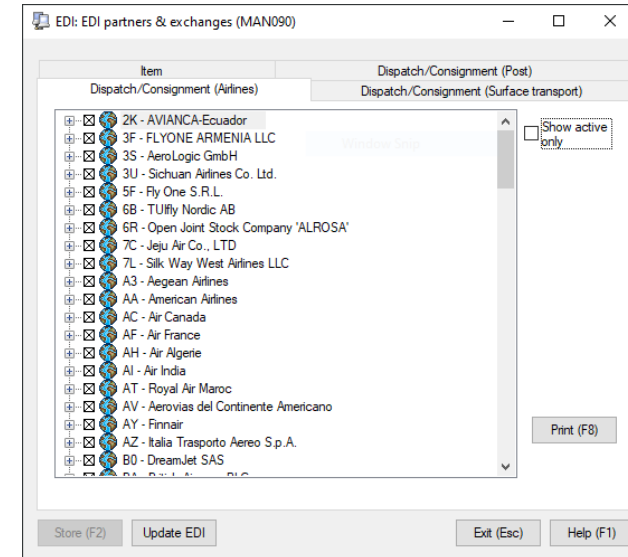 EDI: EDI partners & exchanges (MAN090)
Item
Dispatch/Consignment (Post)
Dispatch/Consignment (Airlines)
Dispatch/Consignment (Surface transport)
2K - AVIANCA-Ecuador
3F - FLYONE ARMENIA LLC
3S - AeroLogic GmbH
3U - Sichuan Airlines Co. Ltd.
5F - Fly One S.R.L.
6B - TUIfly Nordic AB
6R - Open Joint Stock Company 'ALROSA'
7C - Jeju Air Co., LTD
7L - Silk Way West Airlines LLC
A3 - Aegean Airlines
AA - American Airlines
AC - Air Canada
AF - Air France
AH - Air Algerie
AI - Air India
AT - Royal Air Maroc
AV - Aerovias del Continente Americano
AY - Finnair
AZ - Italia Trasporto Aereo S.p.A.
B0 - DreamJet SAS
Window Snip
Show active
only
Print (F8)
Store (F2)
Update EDI
Exit (Esc)
Help (F1)